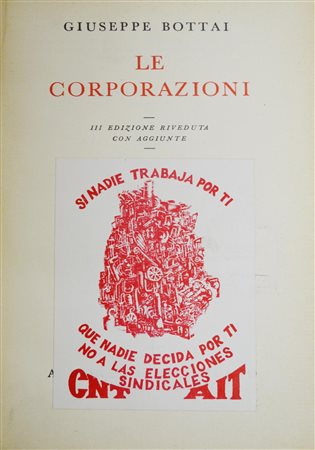 GIUSEPPE BOTTAI
LE
CORPORAZIONI
III EDIZIONE RIVEDUTA
CON AGGIUNTE
SI NADIE TRABAJA POR TI
QUE NADIE DECIDA POR TI
NO A LAS ELECCIONES
SINDICALES
CNT AIT